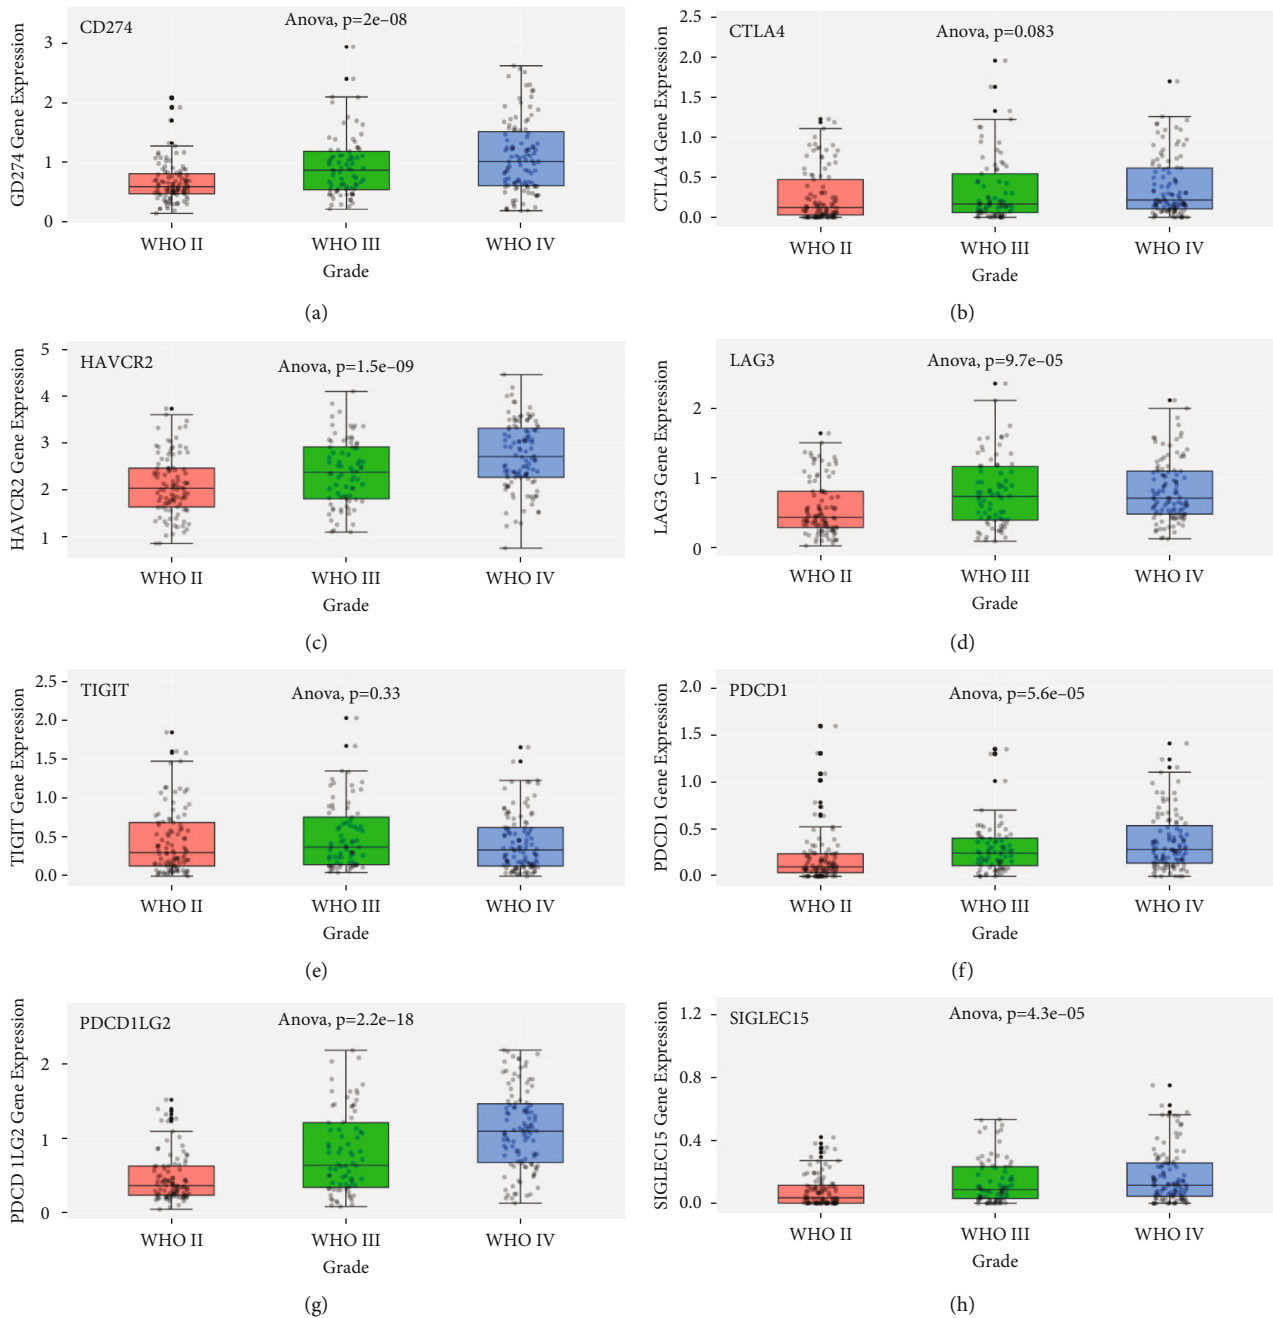 CD274
Anova, p=2e–08
GD274 Gene Expression
3
2
1
0
WHO II
WHO III
WHO IV
Grade
(a)
CTLA4
Anova, p=0.083
CTLA4 Gene Expression
2.5
2.0
1.5
1.0
0.5
0.0
WHO II
WHO III
WHO IV
Grade
(b)
HAVCR2
Anova, p=1.5e–09
HAVCR2 Gene Expression
5
4
3
2
1
WHO II
WHO III
WHO IV
Grade
(c)
LAG3
Anova, p=9.7e–05
LAG3 Gene Expression
2
1
0
WHO II
WHO III
WHO IV
Grade
(d)
TIGIT
Anova, p=0.33
TIGIT Gene Expression
2.5
2.0
1.5
1.0
0.5
0.0
WHO II
WHO III
WHO IV
Grade
(e)
PDCD1
Anova, p=5.6e–05
PDCD1 Gene Expression
2.0
1.5
1.0
0.5
0.0
WHO II
WHO III
WHO IV
Grade
(f)
PDCD1LG2
Anova, p=2.2e–18
PDCD 1LG2 Gene Expression
2
1
0
WHO II
WHO III
WHO IV
Grade
(g)
SIGLEC15
Anova, p=4.3e–05
SIGLEC15 Gene Expression
1.2
0.8
0.4
0.0
WHO II
WHO III
WHO IV
Grade
(h)